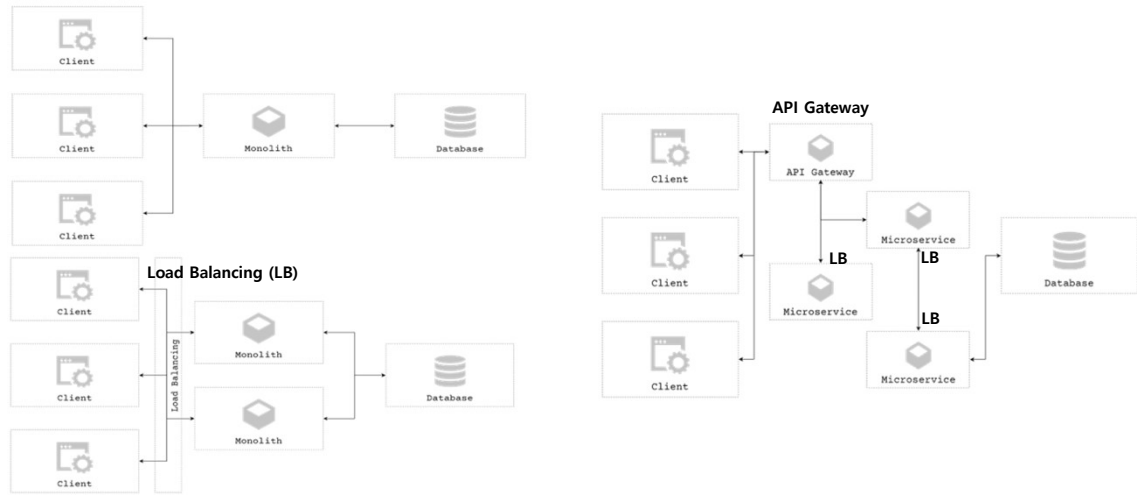 Client
Client
Monolith
Database
Client
Load Balancing (LB)
Client
Monolith
Client
Load Balancing
Database
Monolith
Client
API Gateway
Client
API Gateway
Microservice
Client
LB
LB
Database
Microservice
LB
Client
Microservice